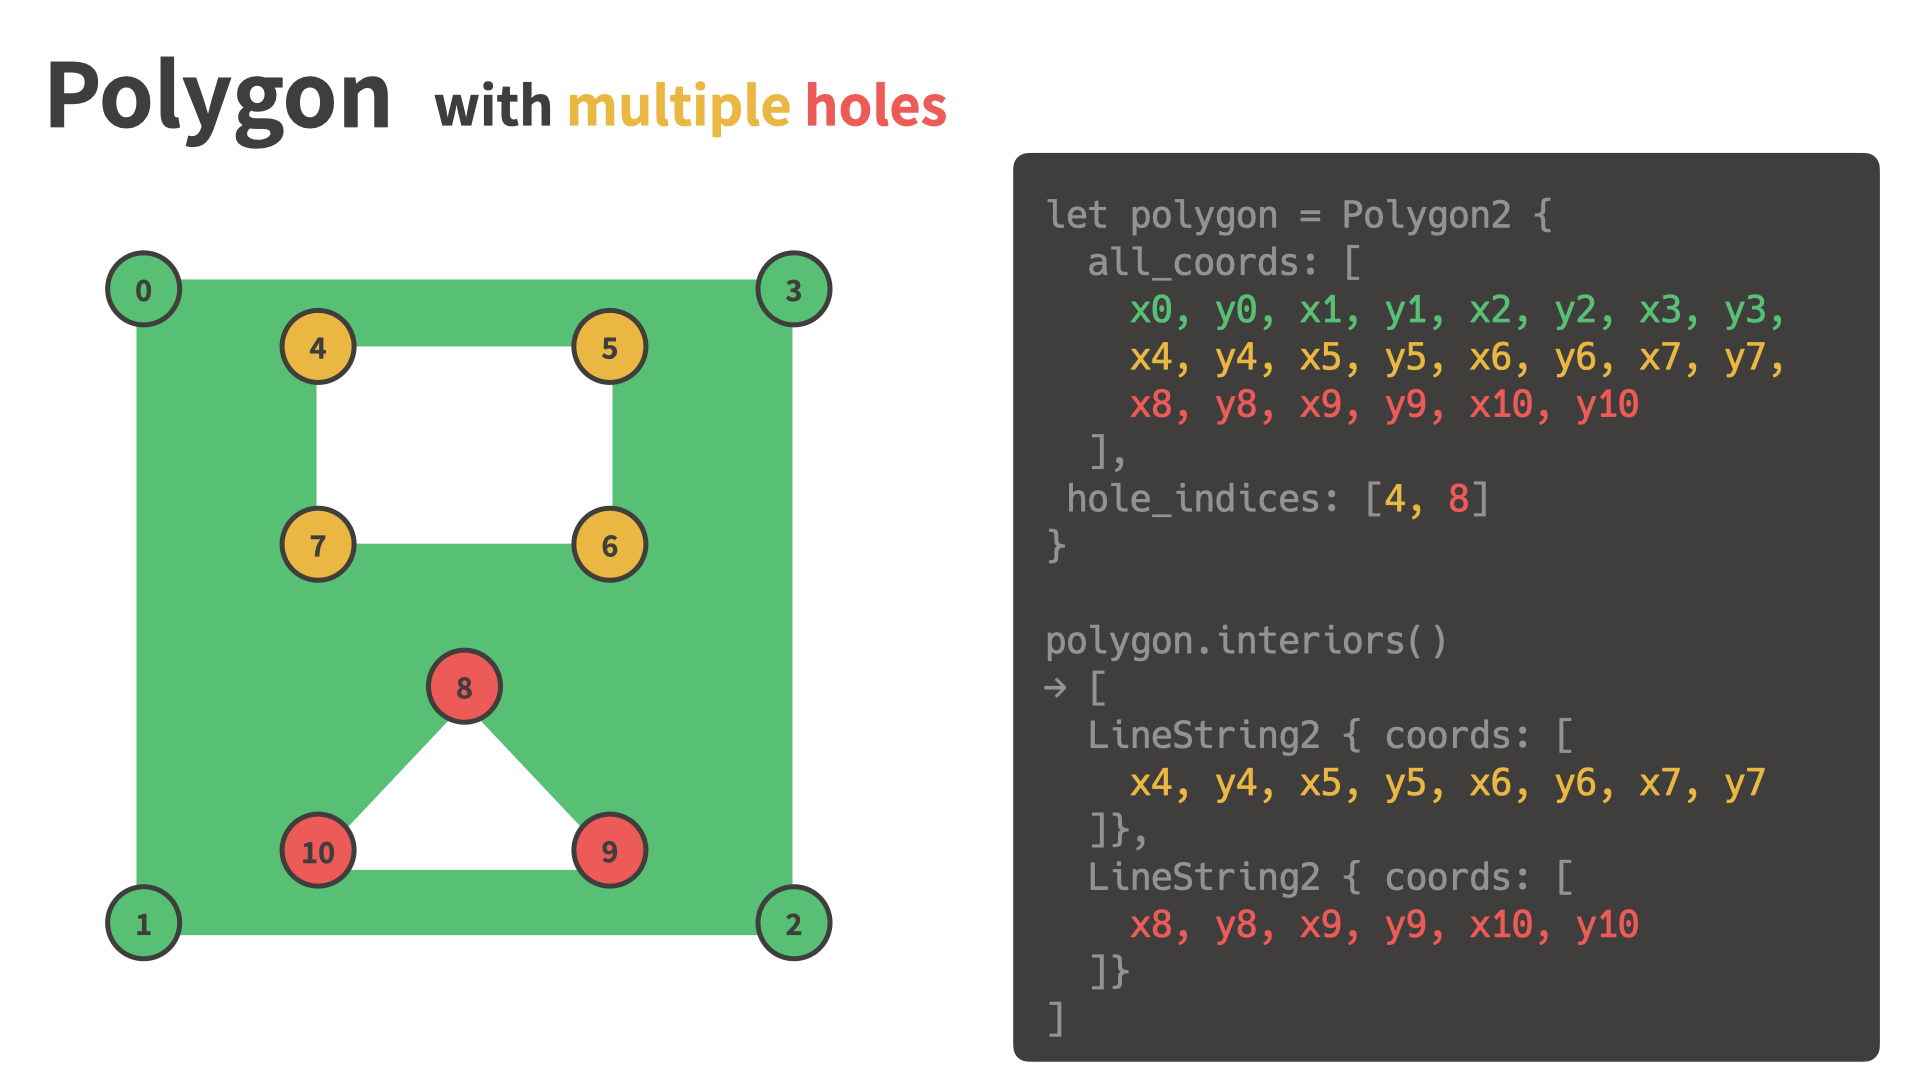 Polygon with multiple holes
0
3
4
5
7
6
8
10
9
1
2
let polygon = Polygon2 {
  all_coords: [
    x0, y0, x1, y1, x2, y2, x3, y3,
    x4, y4, x5, y5, x6, y6, x7, y7,
    x8, y8, x9, y9, x10, y10
  ],
 hole_indices: [4, 8]
}
polygon.interiors()
→ [
  LineString2 { coords: [
    x4, y4, x5, y5, x6, y6, x7, y7
  ]},
  LineString2 { coords: [
    x8, y8, x9, y9, x10, y10
  ]}
]